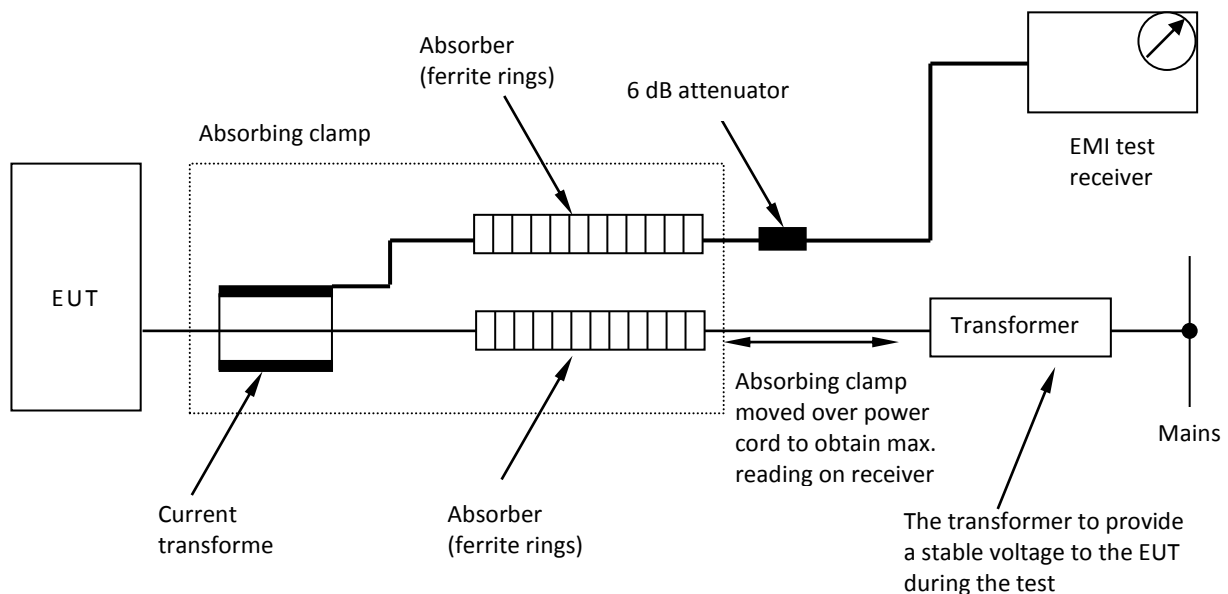 Absorber
(ferrite rings)
6 dB attenuator
Absorbing clamp
EMI test
receiver
EUT
Transformer
Absorbing clamp
moved over power
cord to obtain max.
reading on receiver
Mains
Current
transforme
Absorber
(ferrite rings)
The transformer to provide
a stable voltage to the EUT
during the test